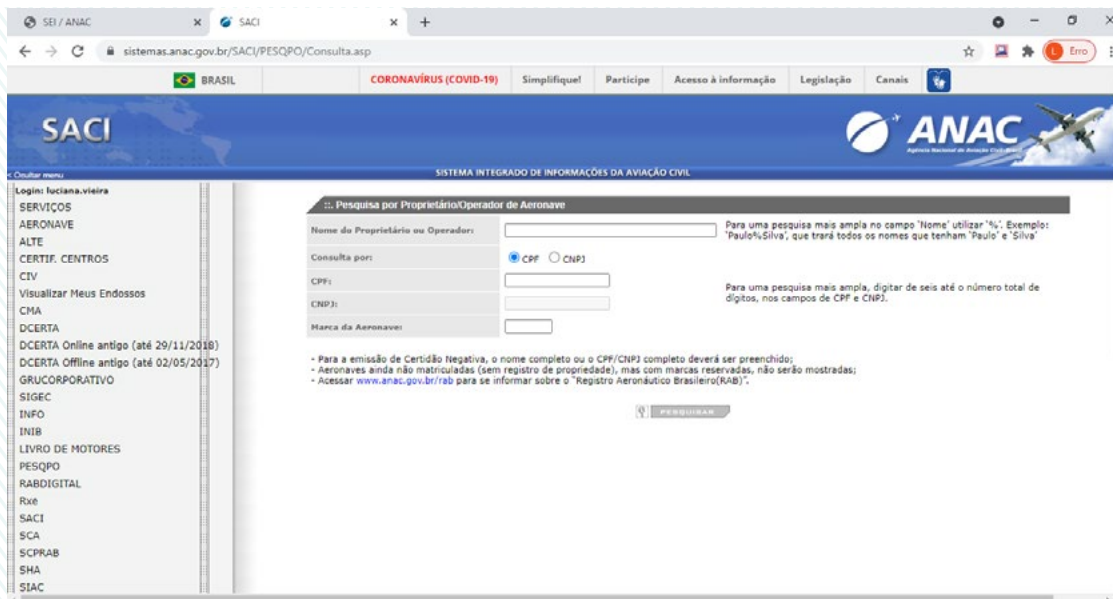 SEI / ANAC
SACI
sistemas.anac.gov.br/SACI/PESQPO/Consulta.asp
L Erro
BRASIL
CORONAVÍRUS (COVID-19)
Simplifique!
Participe
Acesso à informação
Legislação
Canais
SACI
ANAC
Agência Nacional de Aviação Civil - Brasil
< Ocultar menu
SISTEMA INTEGRADO DE INFORMAÇÕES DA AVIAÇÃO CIVIL
Login: luciana.vieira
SERVIÇOS
AERONAVE
ALTE
CERTIF. CENTROS
CIV
Visualizar Meus Endossos
CMA
DCERTA
DCERTA Online antigo (até 29/11/2018)
DCERTA Offline antigo (até 02/05/2017)
GRUCORPORATIVO
SIGEC
INFO
INIB
LIVRO DE MOTORES
PESQPO
RABDIGITAL
Rxe
SACI
SCA
SCPRAB
SHA
SIAC
::. Pesquisa por Proprietário/Operador de Aeronave
Nome do Proprietário ou Operador:
Para uma pesquisa mais ampla no campo 'Nome' utilizar '%'. Exemplo:
'Paulo%Silva', que trará todos os nomes que tenham 'Paulo' e 'Silva'
Consulta por:
CPF
CNPJ
CPF:
CNPJ:
Para uma pesquisa mais ampla, digitar de seis até o número total de
dígitos, nos campos de CPF e CNPJ.
Marca da Aeronave:
- Para a emissão de Certidão Negativa, o nome completo ou o CPF/CNPJ completo deverá ser preenchido;
- Aeronaves ainda não matriculadas (sem registro de propriedade), mas com marcas reservadas, não serão mostradas;
- Acessar www.anac.gov.br/rab para se informar sobre o "Registro Aeronáutico Brasileiro(RAB)".
PESQUISAR